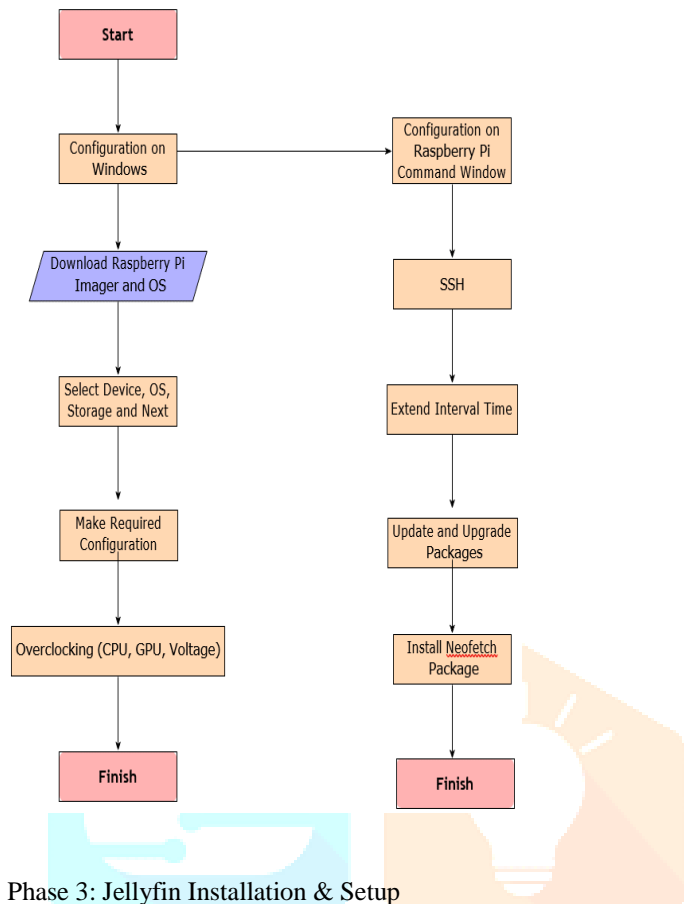 Start
Configuration on
Windows
Download Raspberry Pi
Imager and OS
Select Device, OS,
Storage and Next
Make Required
Configuration
Overclocking (CPU, GPU, Voltage)
Finish
Configuration on
Raspberry Pi
Command Window
SSH
Extend Interval Time
Update and Upgrade
Packages
Install Neofetch
Package
Finish
Phase 3: Jellyfin Installation & Setup